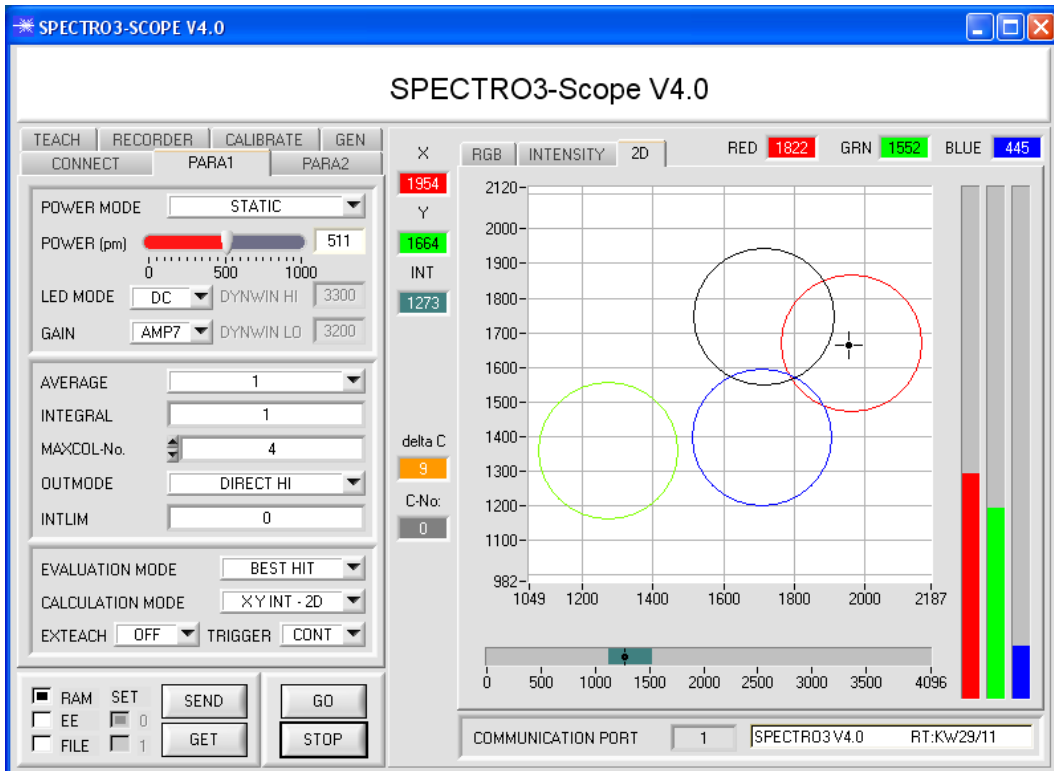 SPECTRO3-SCOPE V4.0
SPECTRO3-Scope V4.0
TEACH RECORDER CALIBRATE GEN
CONNECT PARA1 PARA2
POWER MODE STATIC
POWER (pm) 511
0 500 1000
LED MODE DC DYNWIN HI 3300
GAIN AMP7 DYNWIN LO 3200
AVERAGE 1
INTEGRAL 1
MAXCOL-No. 4
OUTMODE DIRECT HI
INTLIM 0
EVALUATION MODE BEST HIT
CALCULATION MODE X Y INT - 2D
EXTEACH OFF TRIGGER CONT
RAM SET SEND GO
EE 0
FILE 1 GET STOP
X
1954
Y
1664
INT
1273
delta C
9
C-No:
0
RGB INTENSITY 2D RED 1822 GRN 1552 BLUE 445
2120
2000
1900
1800
1700
1600
1500
1400
1300
1200
1100
982
1049 1200 1400 1600 1800 2000 2187
0 500 1000 1500 2000 2500 3000 3500 4096
COMMUNICATION PORT 1 SPECTRO3 V4.0 RT:KW29/11